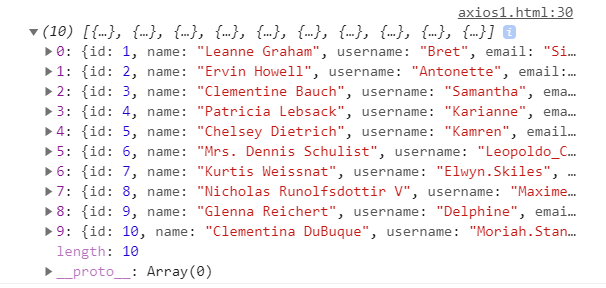 axios1.html:30
(10) [{…}, {…}, {…}, {…}, {…}, {…}, {…}, {…}, {…}, {…}] i
0: {id: 1, name: "Leanne Graham", username: "Bret", email: "Si…
1: {id: 2, name: "Ervin Howell", username: "Antonette", email:…
2: {id: 3, name: "Clementine Bauch", username: "Samantha", ema…
3: {id: 4, name: "Patricia Lebsack", username: "Karianne", ema…
4: {id: 5, name: "Chelsey Dietrich", username: "Kamren", email…
5: {id: 6, name: "Mrs. Dennis Schulist", username: "Leopoldo_C…
6: {id: 7, name: "Kurtis Weissnat", username: "Elwyn.Skiles", …
7: {id: 8, name: "Nicholas Runolfsdottir V", username: "Maxime…
8: {id: 9, name: "Glenna Reichert", username: "Delphine", emai…
9: {id: 10, name: "Clementina DuBuque", username: "Moriah.Stan…
length: 10
__proto__: Array(0)